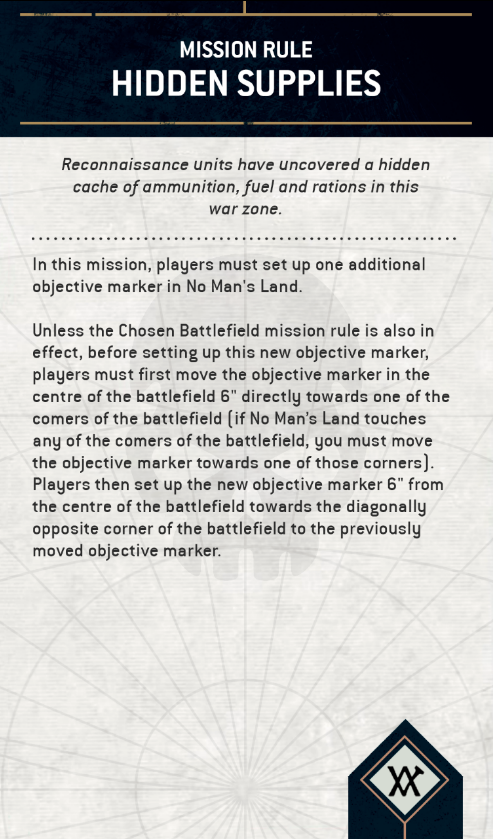 MISSION RULE
HIDDEN SUPPLIES
Reconnaissance units have uncovered a hidden
cache of ammunition, fuel and rations in this
war zone.
In this mission, players must set up one additional
objective marker in No Man's Land.
Unless the Chosen Battlefield mission rule is also in
effect, before setting up this new objective marker,
players must first move the objective marker in the
centre of the battlefield 6" directly towards one of the
comers of the battlefield (if No Man's Land touches
any of the comers of the battlefield, you must move
the objective marker towards one of those corners).
Players then set up the new objective marker 6" from
the centre of the battlefield towards the diagonally
opposite corner of the battlefield to the previously
moved objective marker.